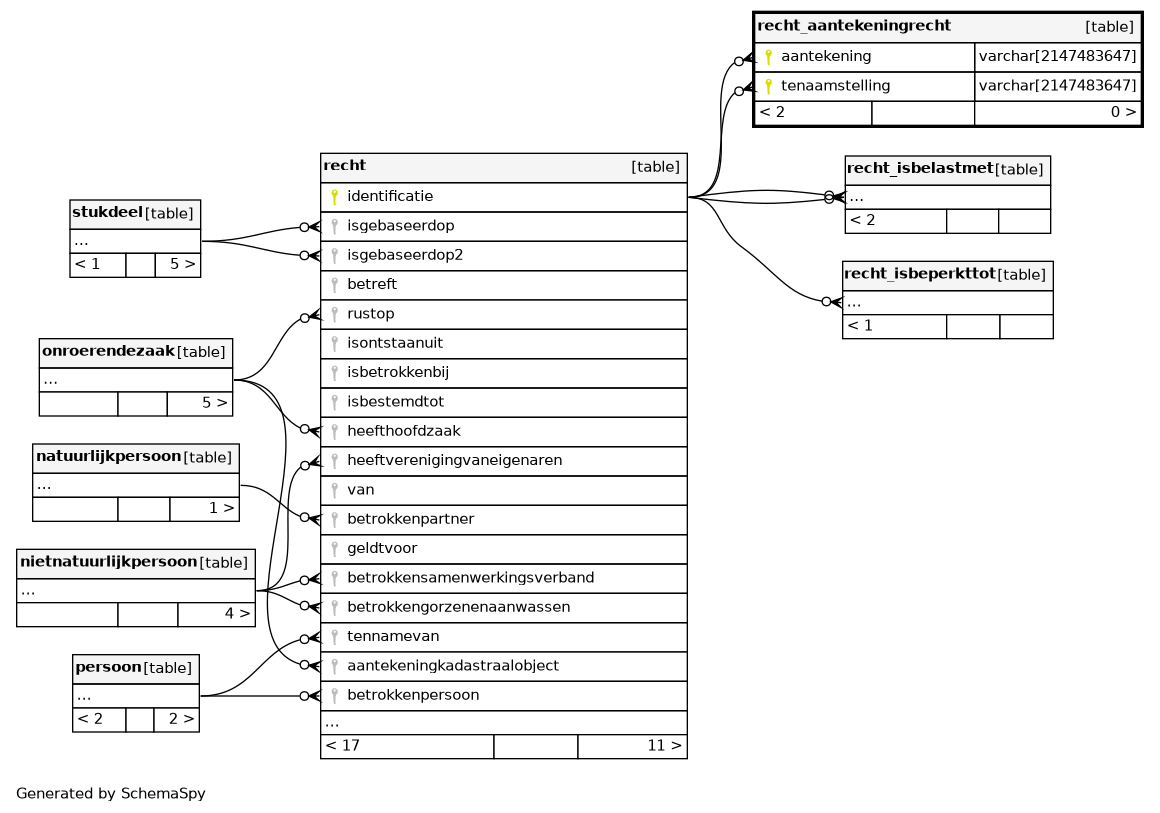 recht_aantekeningrecht [table]
aantekening varchar[2147483647]
tenaamstelling varchar[2147483647]
< 2 0 >
recht [table]
identificatie
isgebaseerdop
isgebaseerdop2
betreft
rustop
isontstaanuit
isbetrokkenbij
isbestemdtot
heefthoofdzaak
heeftverenigingvaneigenaren
van
betrokkenpartner
geldtvoor
betrokkensamenwerkingsverband
betrokkengorzenenaanwassen
tennamevan
aantekeningkadastraalobject
betrokkenpersoon
...
< 17 11 >
recht_isbelastmet [table]
...
< 2
recht_isbeperkttot [table]
...
< 1
stukdeel [table]
...
< 1 5 >
onroerendezaak [table]
...
5 >
natuurlijkpersoon [table]
...
1 >
nietnatuurlijkpersoon [table]
...
4 >
persoon [table]
...
< 2 2 >
Generated by SchemaSpy